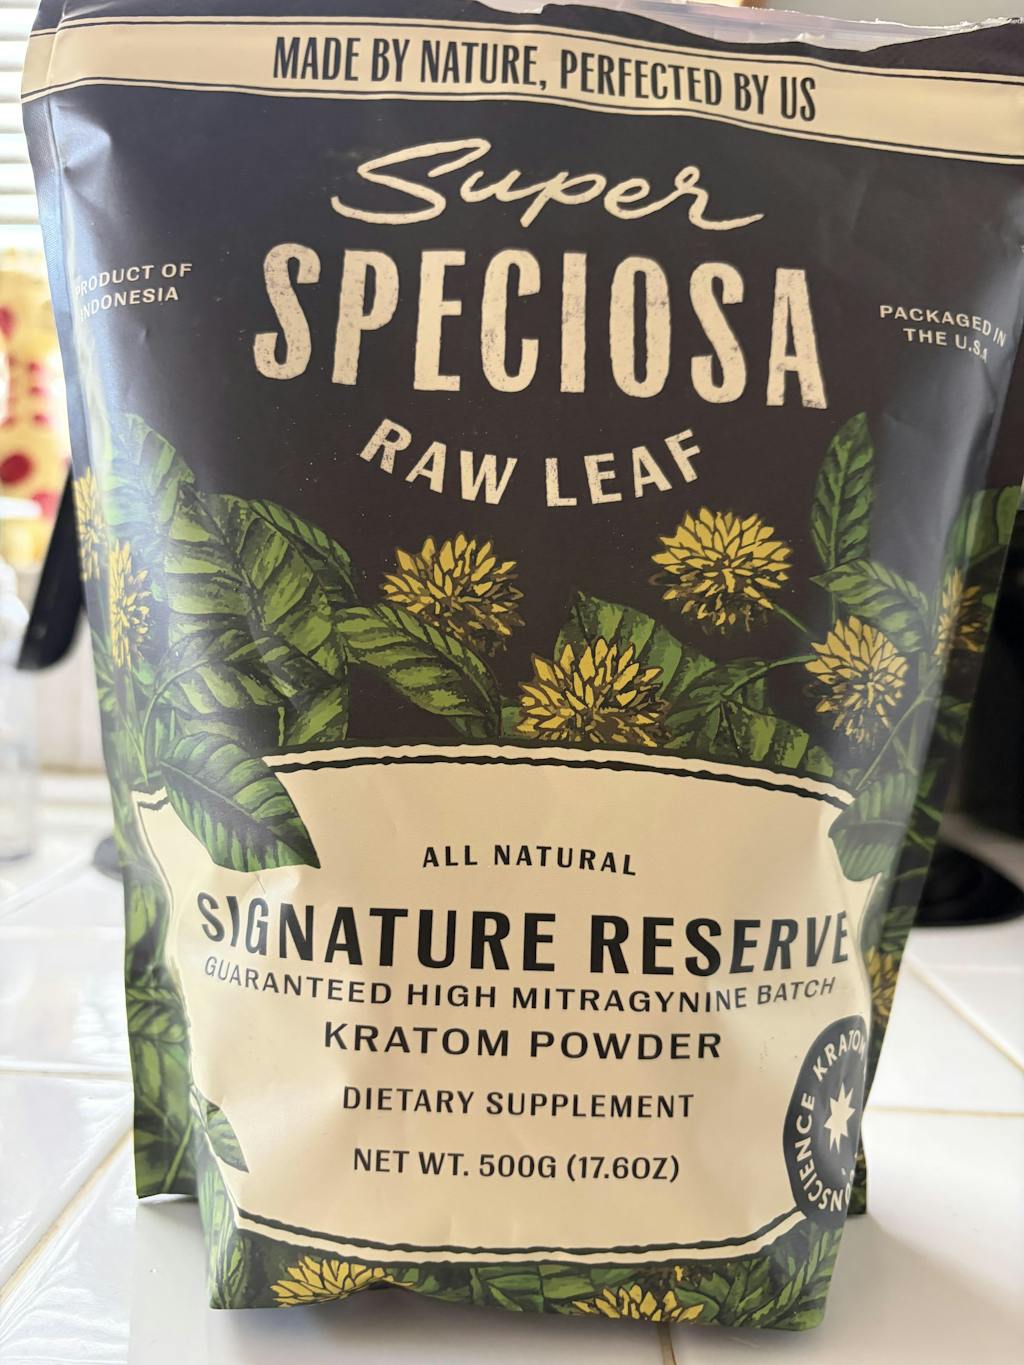 MADE BY NATURE, PERFECTED BY US
Super
SPECIOSA
RAW LEAF
PRODUCT OF
INDONESIA
PACKAGED IN
THE U.S.A
ALL NATURAL
SIGNATURE RESERVE
GUARANTEED HIGH MITRAGYNINE BATCH
KRATOM POWDER
DIETARY SUPPLEMENT
NET WT. 500G (17.6OZ)
KRATOM